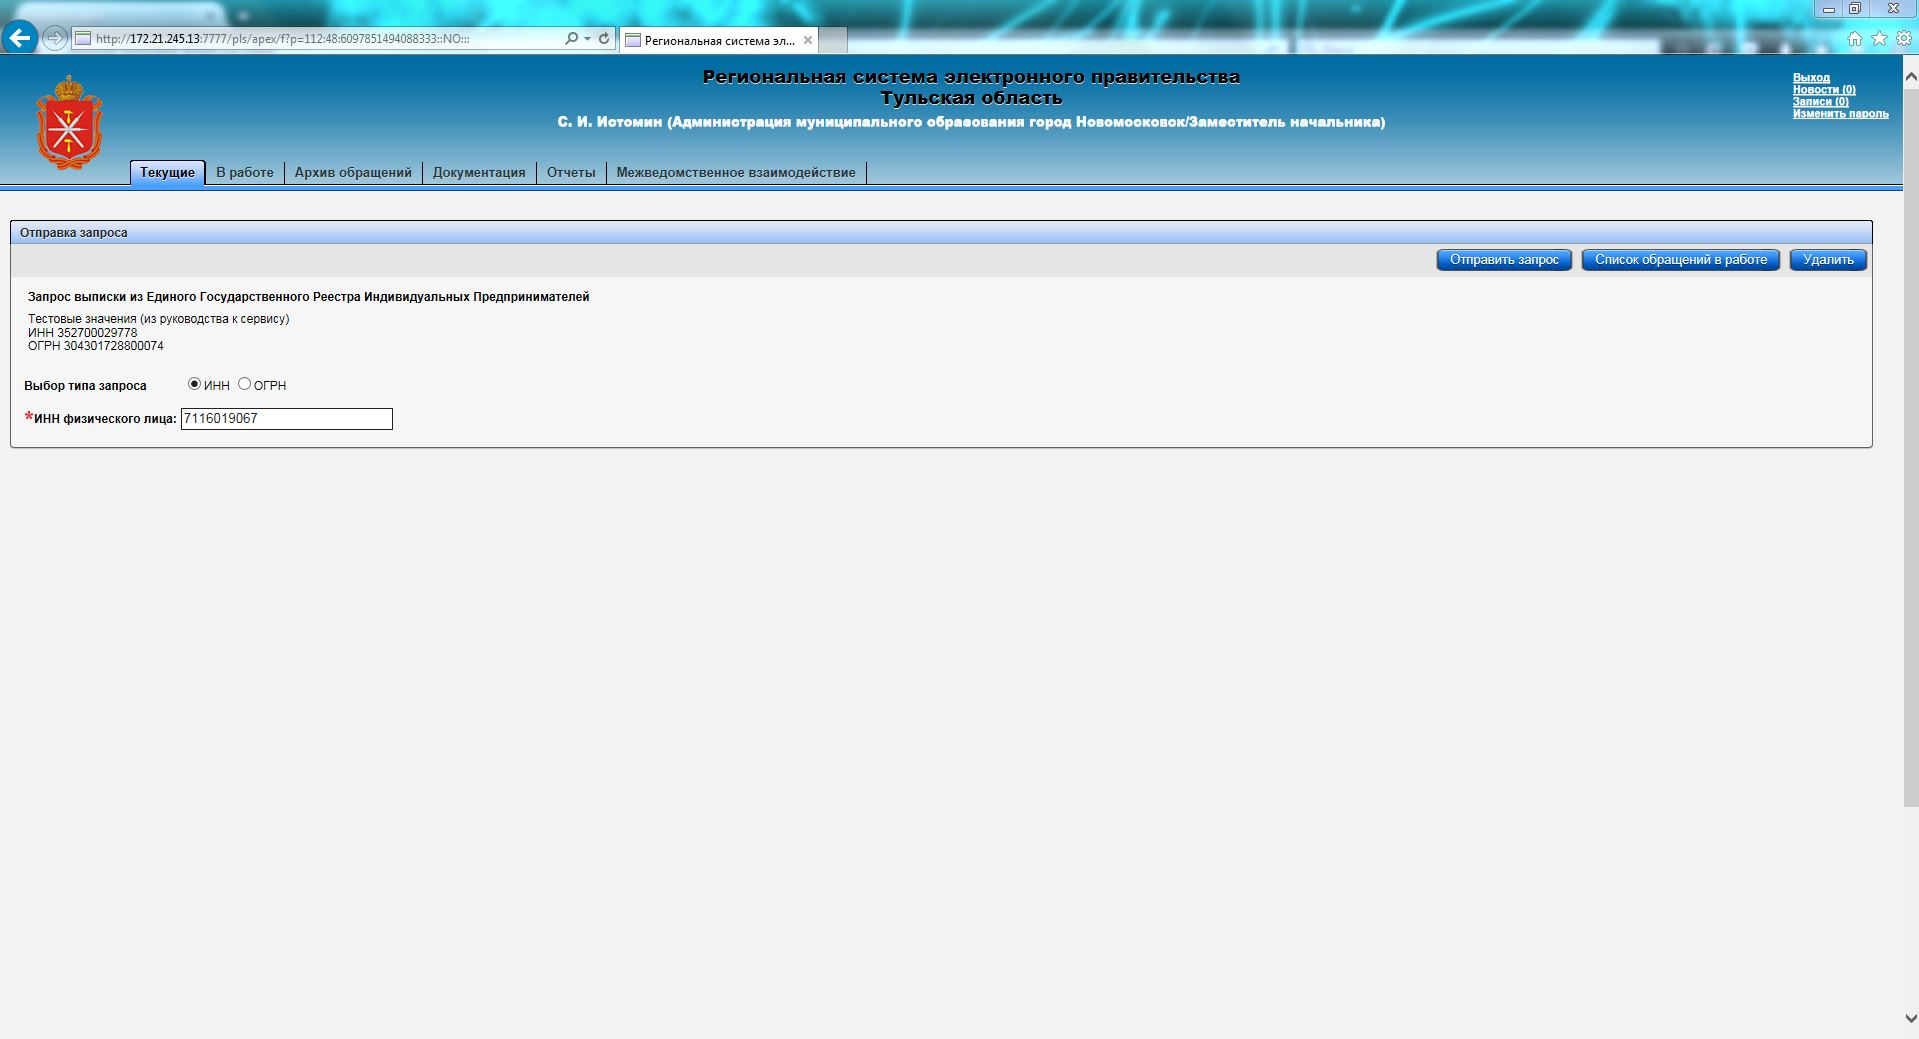 http://172.21.245.13:7777/pls/apex/f?p=112:48:6097851494088333::NO:::
Региональная система эл...
Региональная система электронного правительства
Тульская область
С. И. Истомин (Администрация муниципального образования город Новомосковск/Заместитель начальника)
Выход
Новости (0)
Записи (0)
Изменить пароль
Текущие В работе Архив обращений Документация Отчеты Межведомственное взаимодействие
Отправка запроса
Отправить запрос Список обращений в работе Удалить
Запрос выписки из Единого Государственного Реестра Индивидуальных Предпринимателей
Тестовые значения (из руководства к сервису)
ИНН 352700029778
ОГРН 304301728800074
Выбор типа запроса ИНН ОГРН
*ИНН физического лица: 7116019067